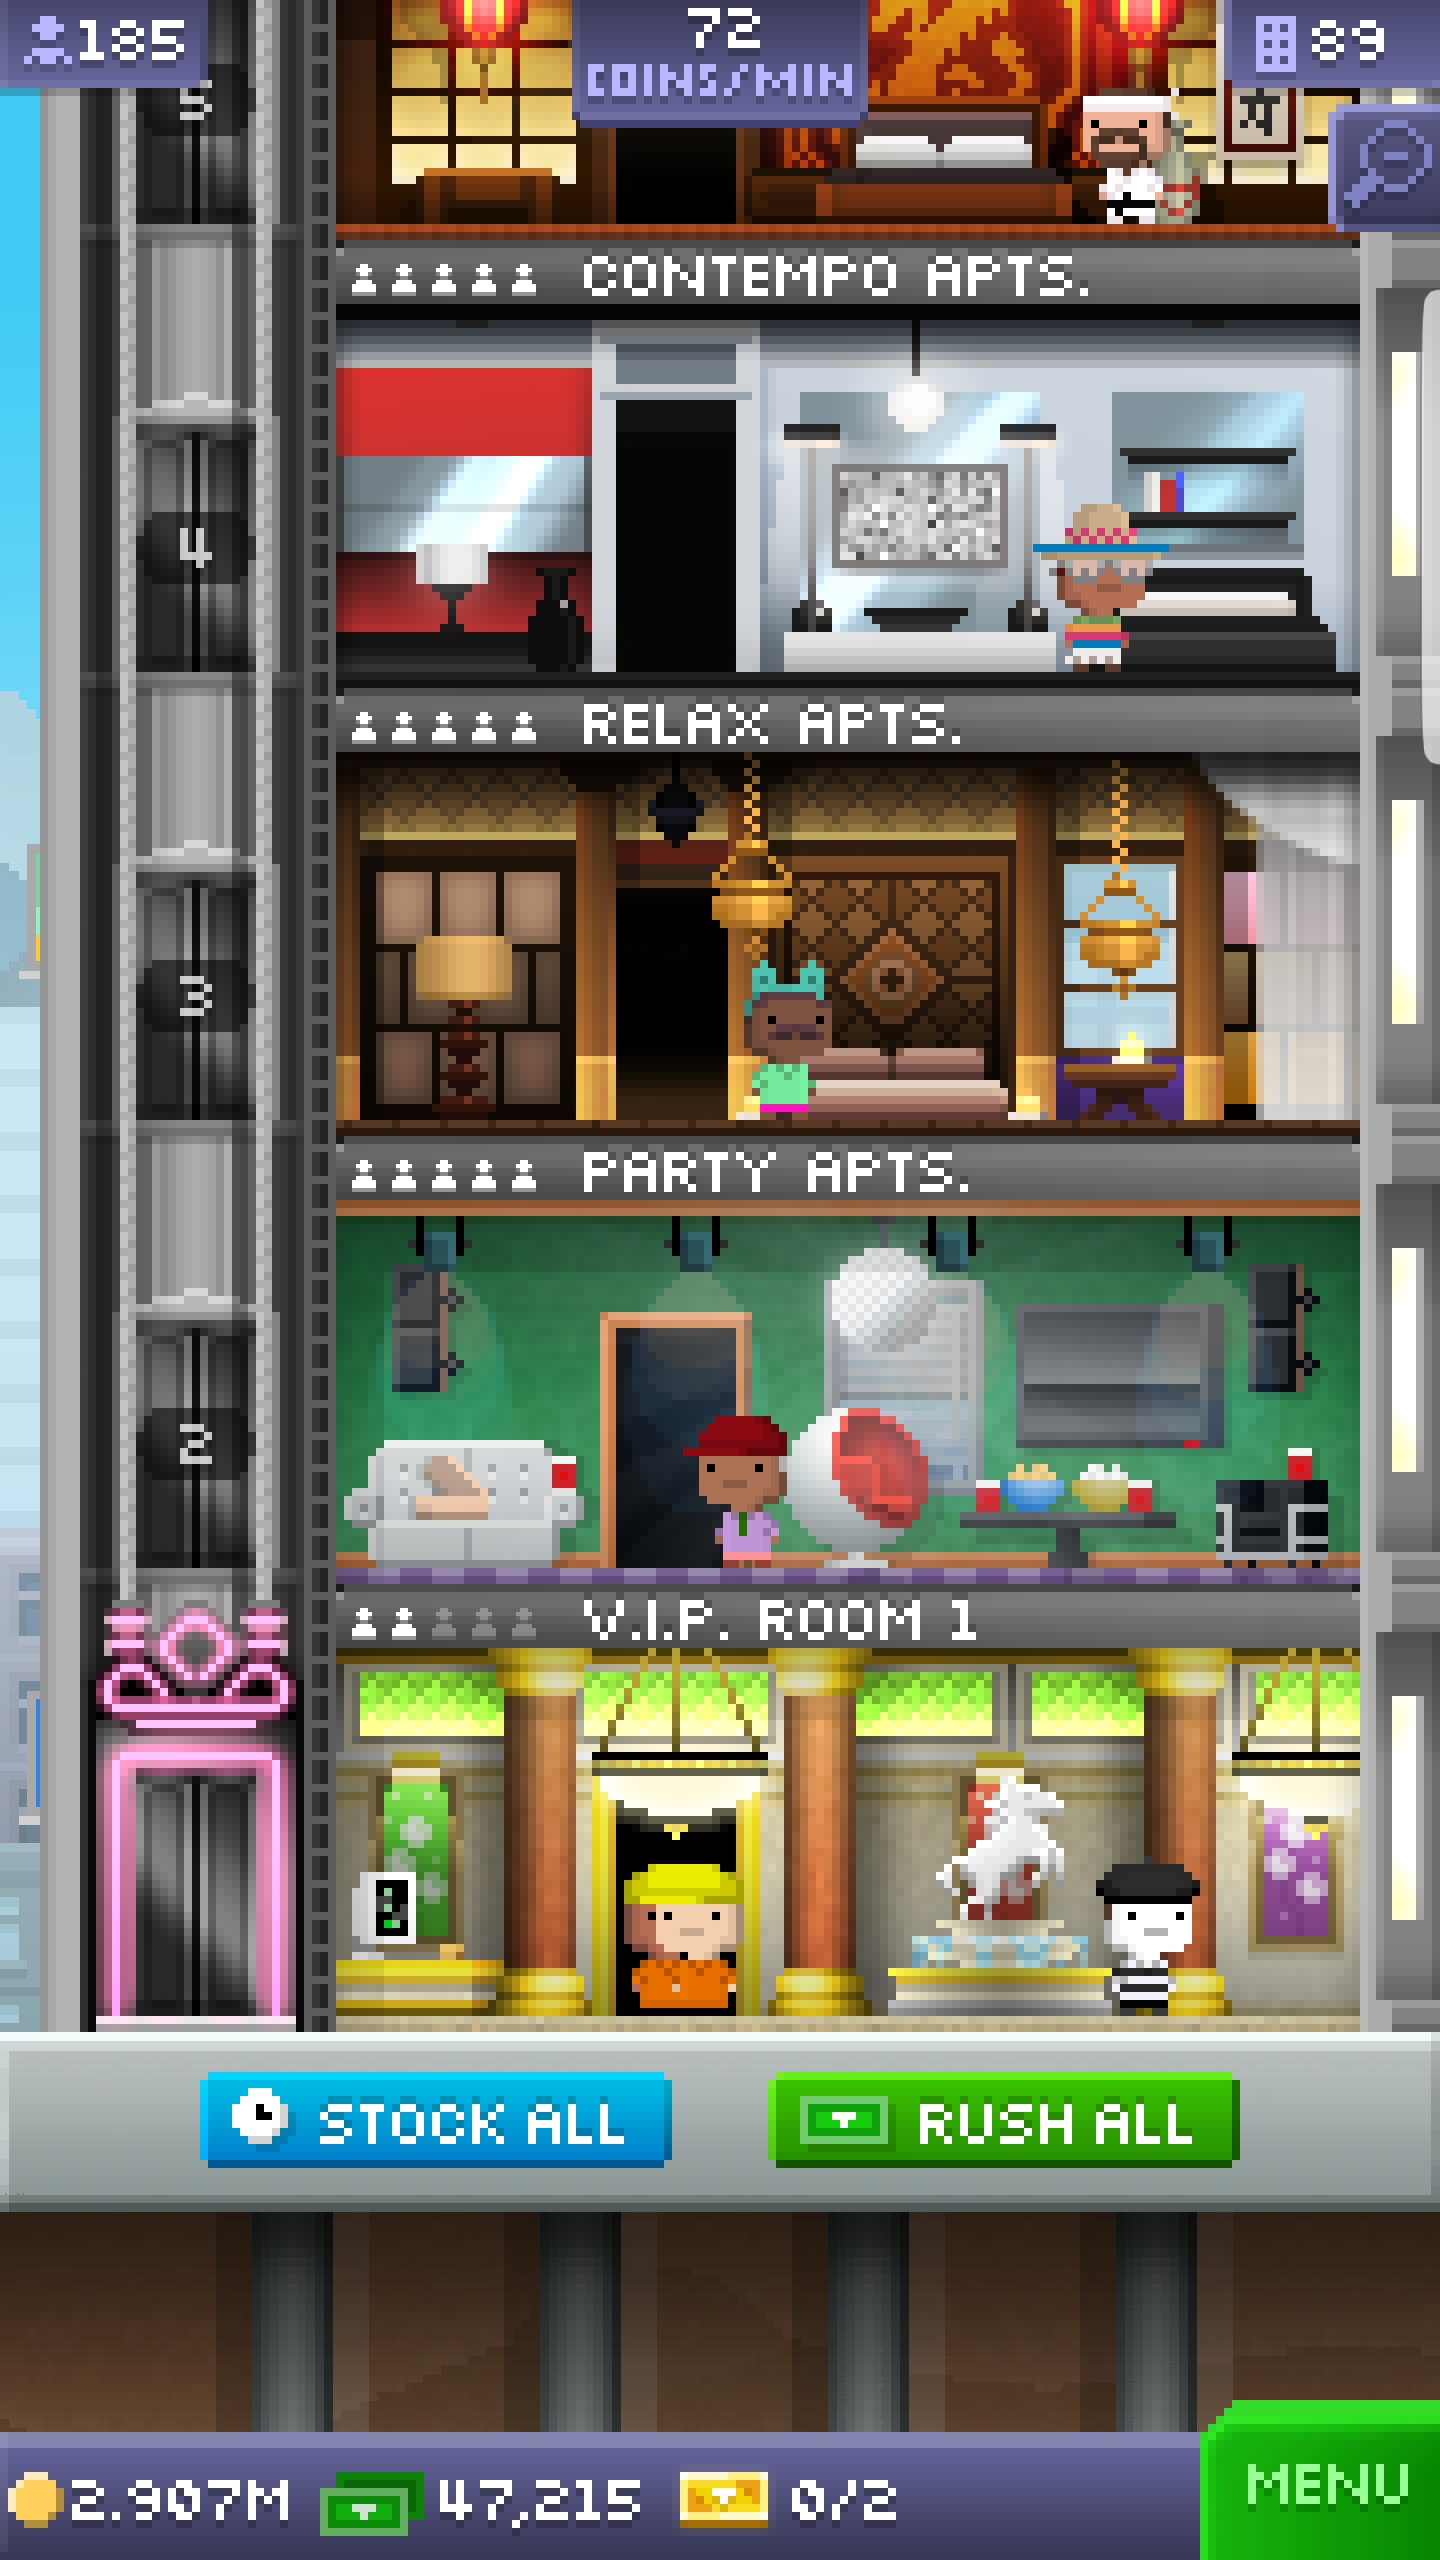 185
72
COINS/MIN
89
5
CONTEMPO APTS.
4
RELAX APTS.
3
PARTY APTS.
2
V.I.P. ROOM 1
STOCK ALL
RUSH ALL
2.907M
47,215
0/2
MENU